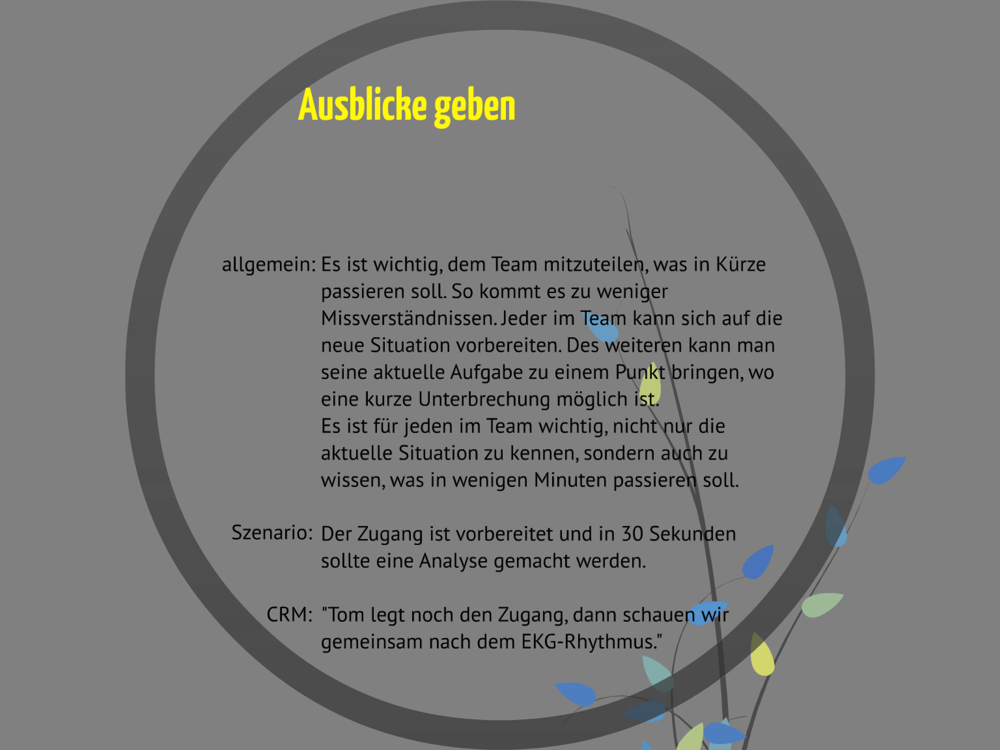 Ausblicke geben
allgemein: Es ist wichtig, dem Team mitzuteilen, was in Kürze
passieren soll. So kommt es zu weniger
Missverständnissen. Jeder im Team kann sich auf die
neue Situation vorbereiten. Des weiteren kann man
seine aktuelle Aufgabe zu einem Punkt bringen, wo
eine kurze Unterbrechung möglich ist.
Es ist für jeden im Team wichtig, nicht nur die
aktuelle Situation zu kennen, sondern auch zu
wissen, was in wenigen Minuten passieren soll.
Szenario: Der Zugang ist vorbereitet und in 30 Sekunden
sollte eine Analyse gemacht werden.
CRM: "Tom legt noch den Zugang, dann schauen wir
gemeinsam nach dem EKG-Rhythmus."